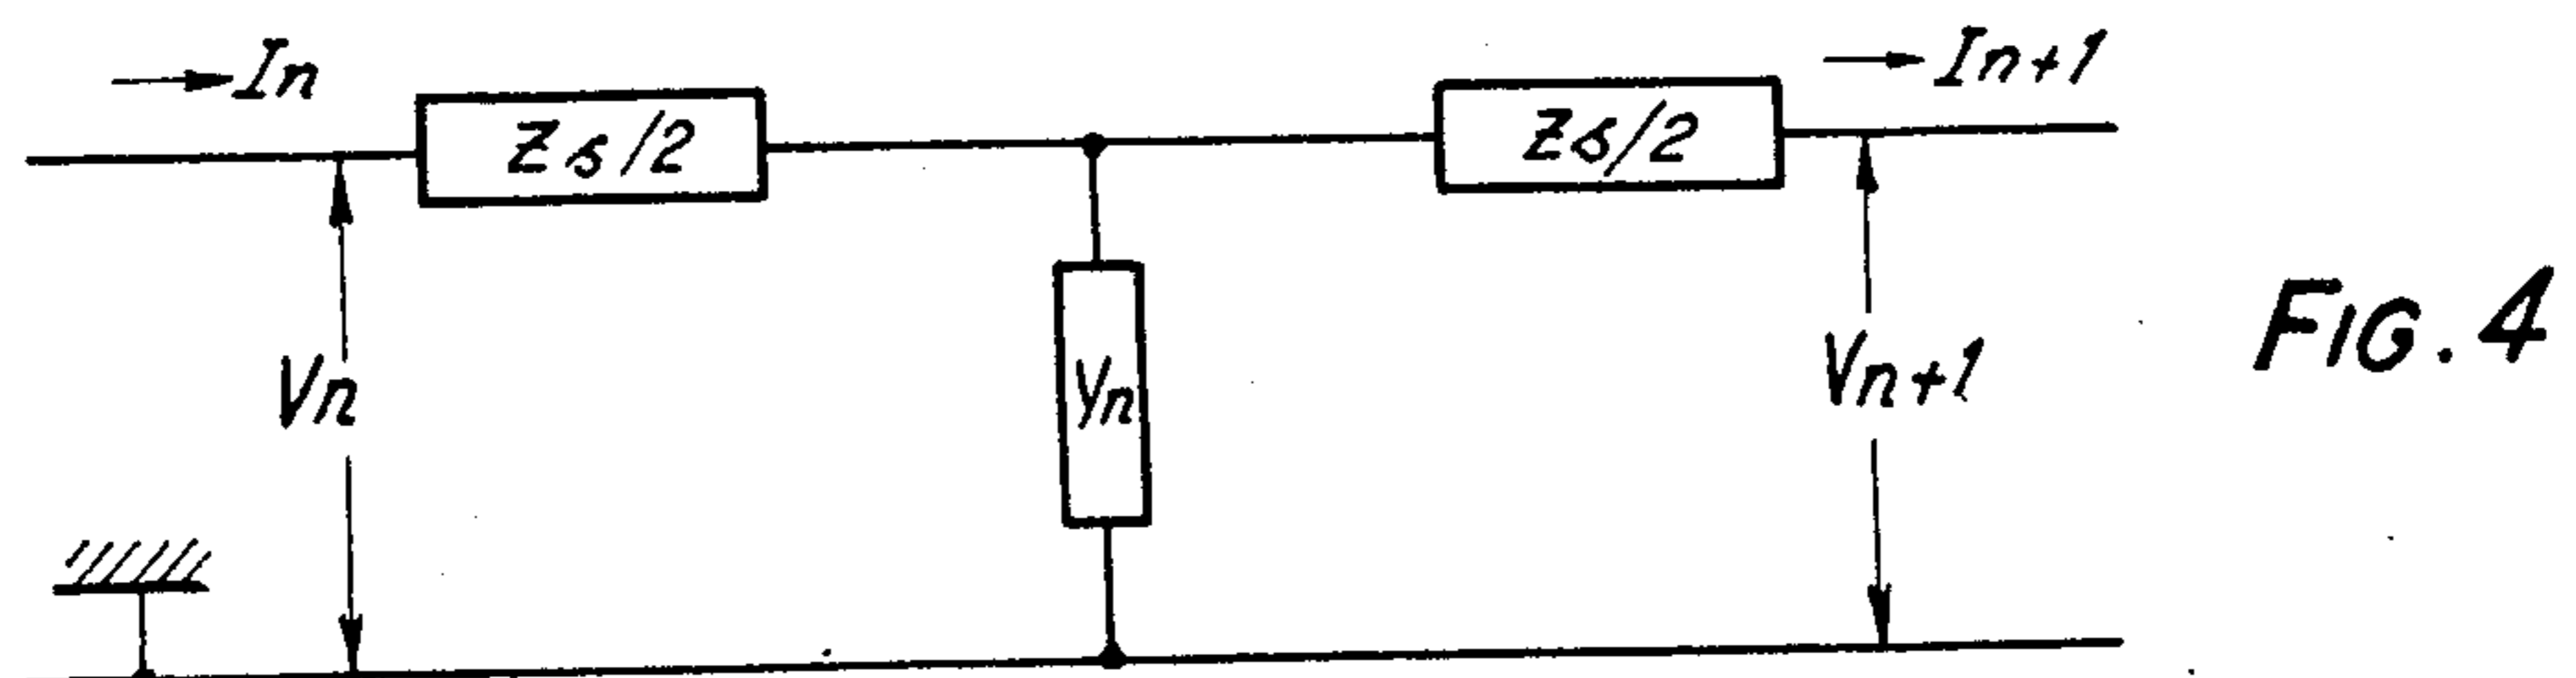 In
In+1
Zs/2
Zs/2
Vn
Yn
Vn+1
FIG. 4